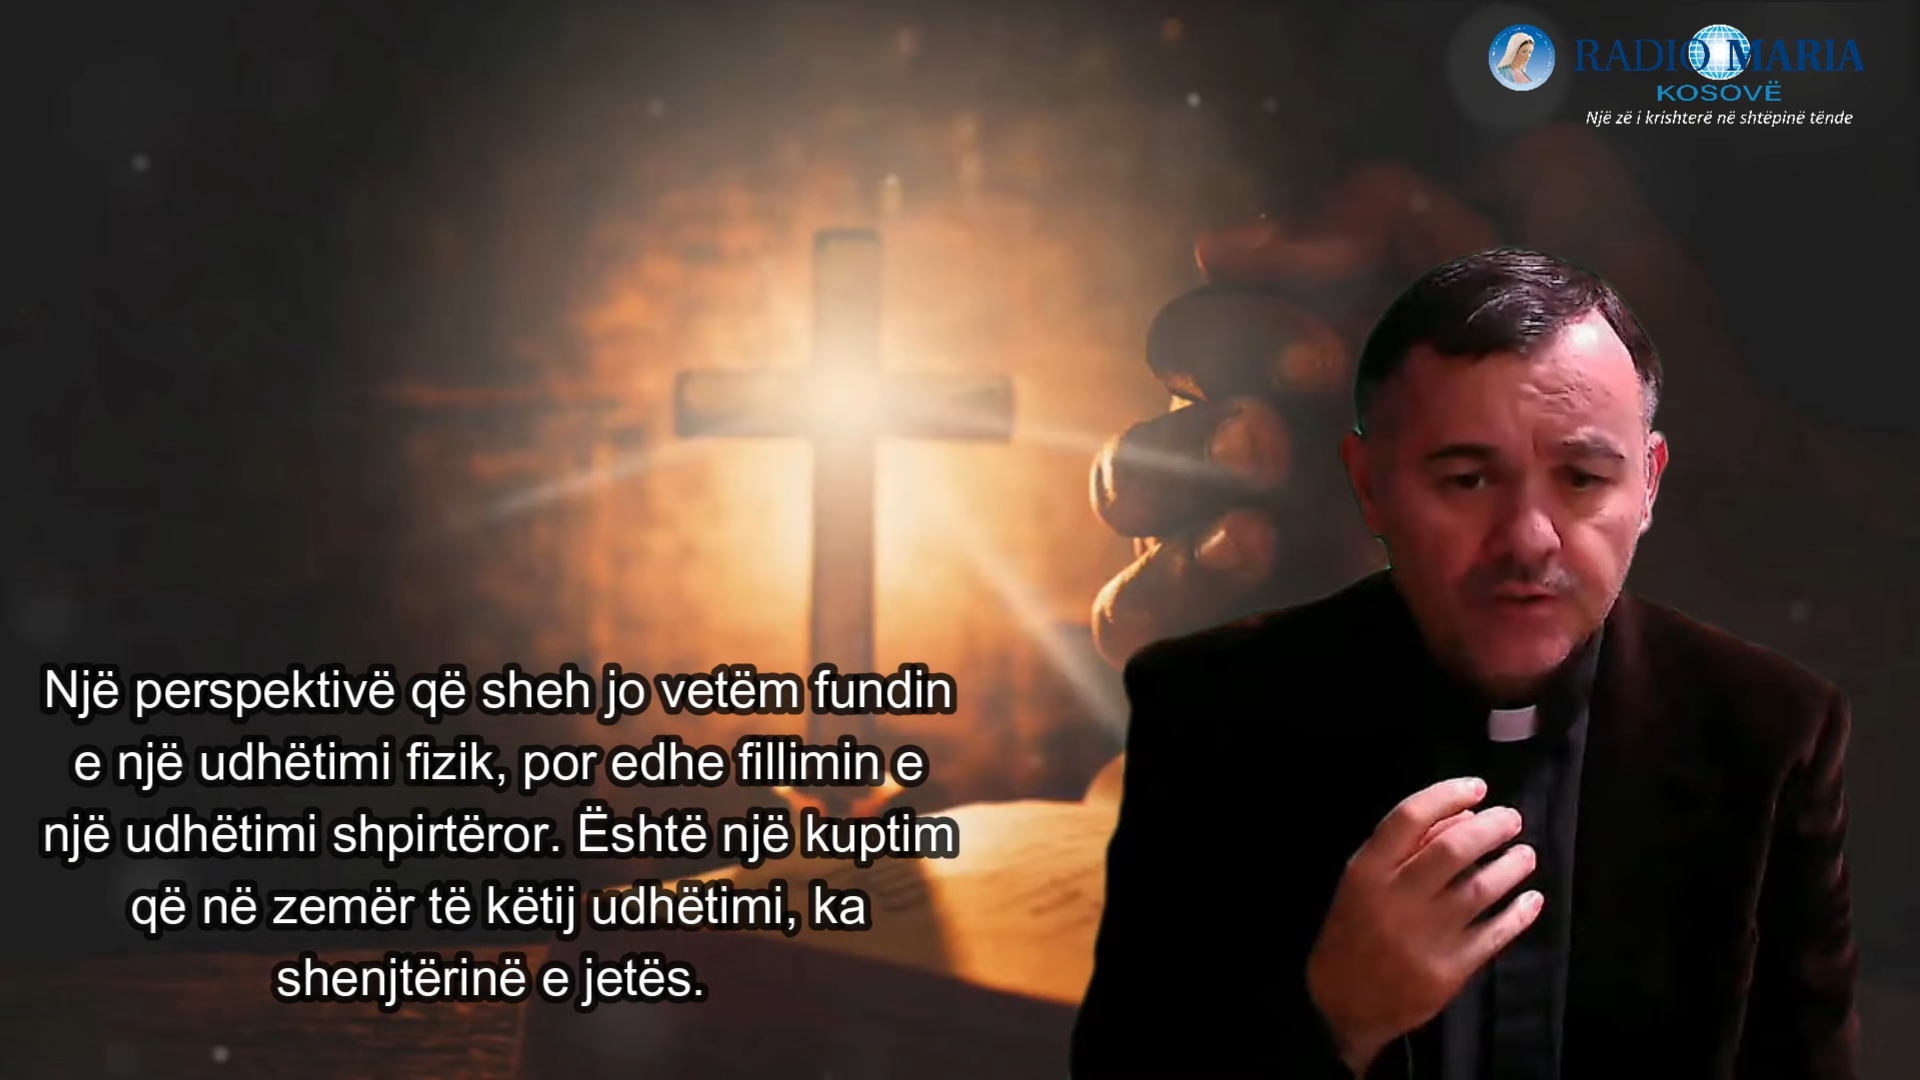 RADIO MARIA
KOSOVË
Një zë i krishterë në shtëpinë tënde
Një perspektivë që sheh jo vetëm fundin
e një udhëtimi fizik, por edhe fillimin e
një udhëtimi shpirtëror. Është një kuptim
që në zemër të këtij udhëtimi, ka
shenjtërinë e jetës.